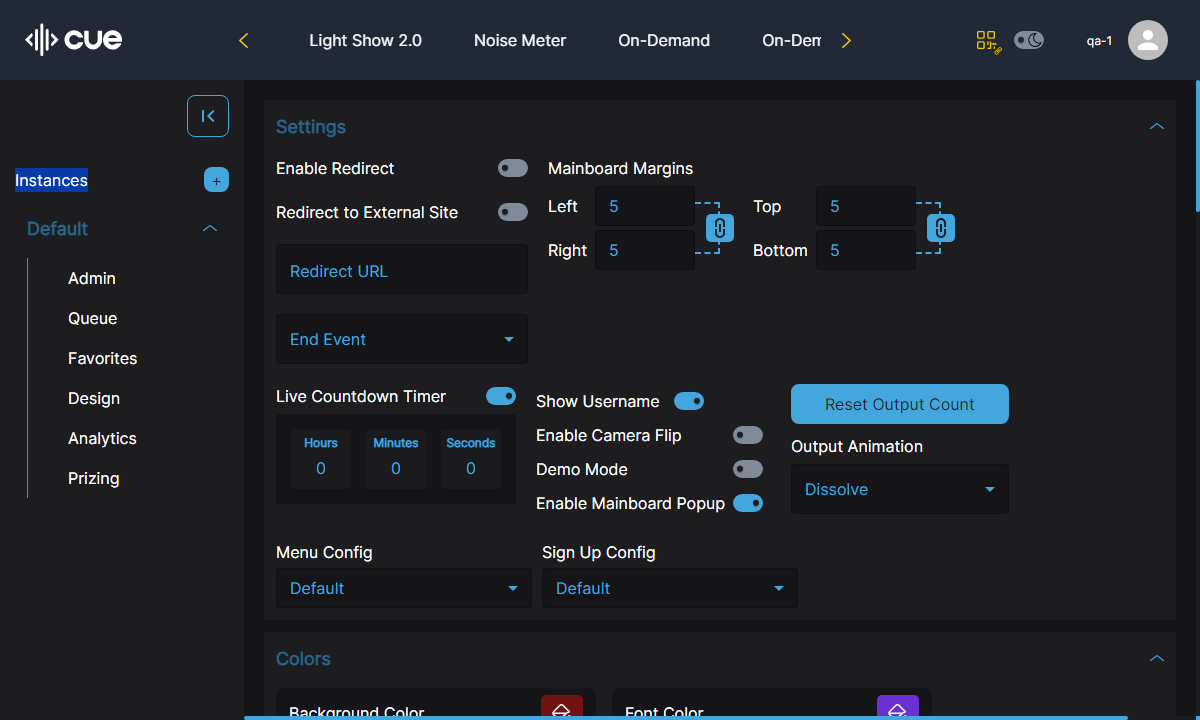 cue
Light Show 2.0
Noise Meter
On-Demand
On-Dem
qa-1
Instances
+
Default
Admin
Queue
Favorites
Design
Analytics
Prizing
Settings
Enable Redirect
Redirect to External Site
Redirect URL
End Event
Mainboard Margins
Left
5
Right
5
Top
5
Bottom
5
Live Countdown Timer
Hours
0
Minutes
0
Seconds
0
Show Username
Enable Camera Flip
Demo Mode
Enable Mainboard Popup
Reset Output Count
Output Animation
Dissolve
Menu Config
Default
Sign Up Config
Default
Colors
Background Color
Font Color